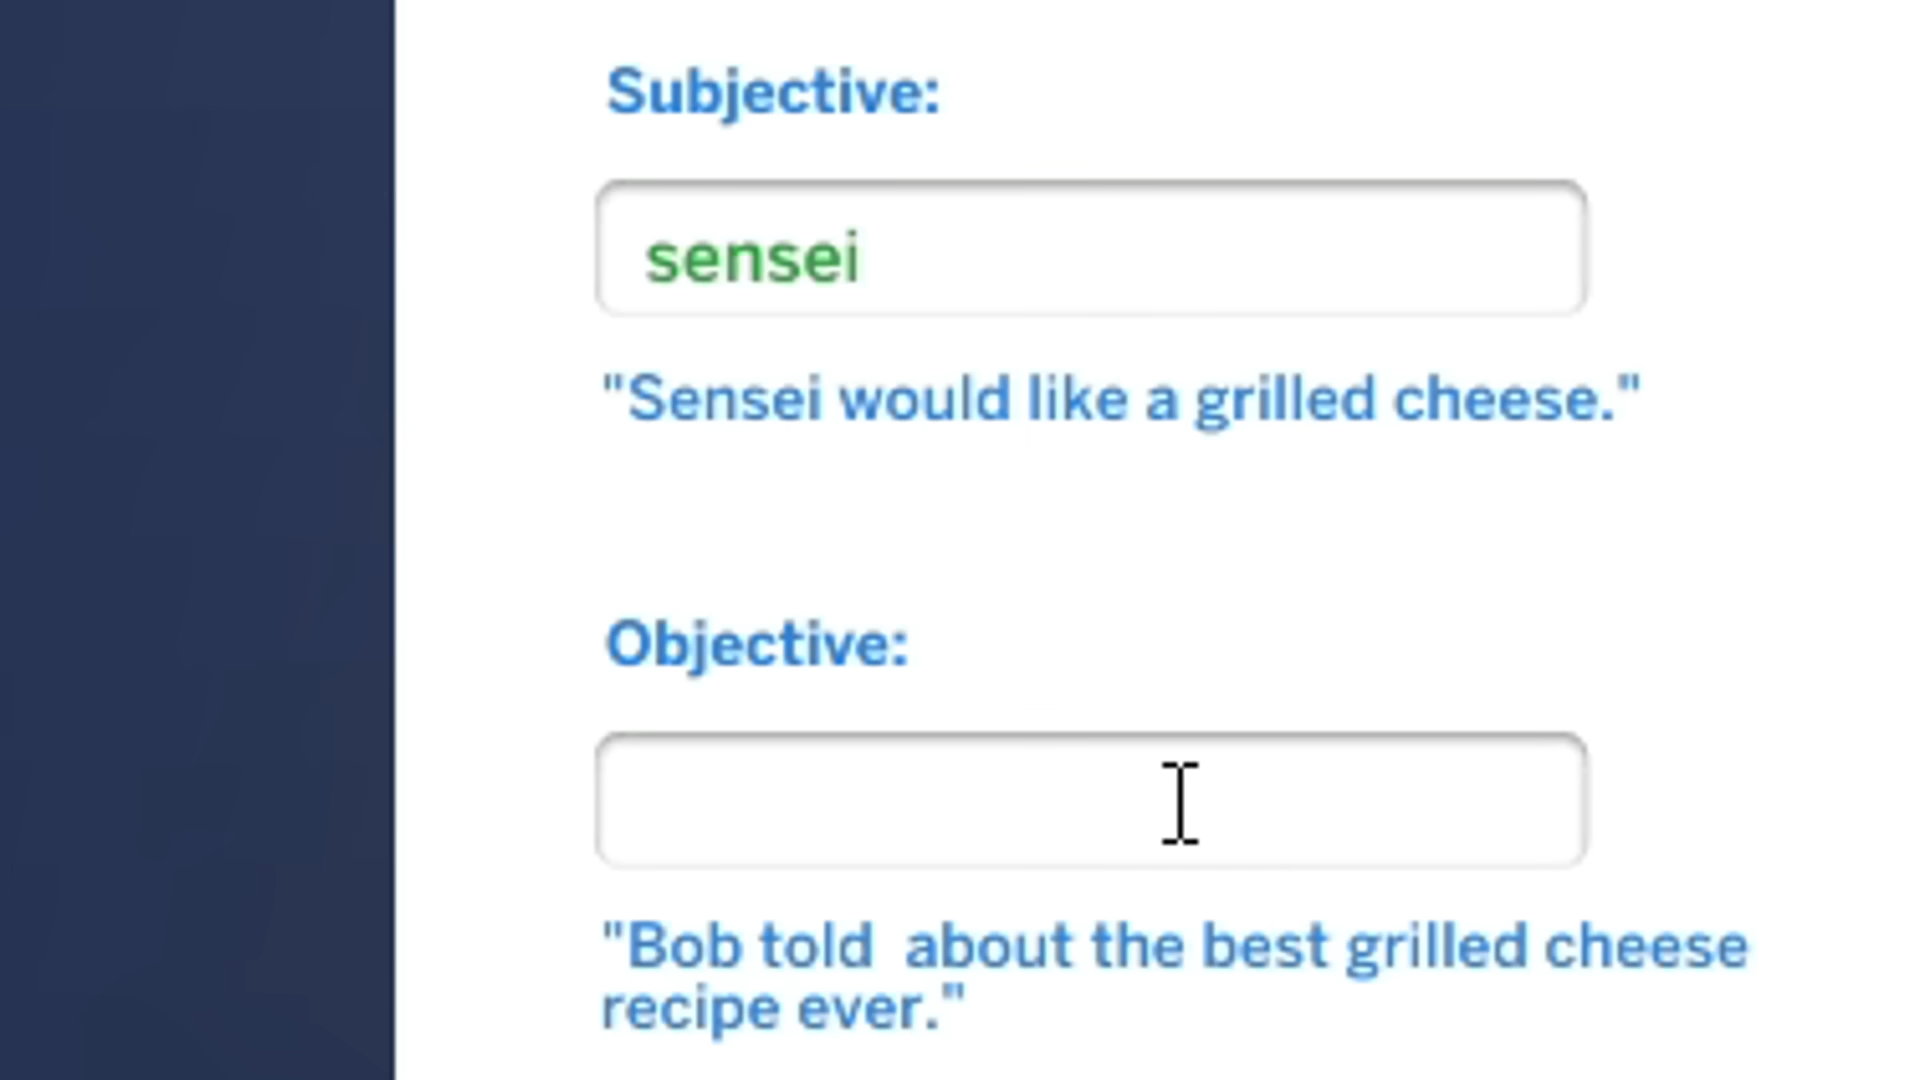 Subjective:
sensei
"Sensei would like a grilled cheese."
Objective:
"Bob told  about the best grilled cheese
recipe ever."